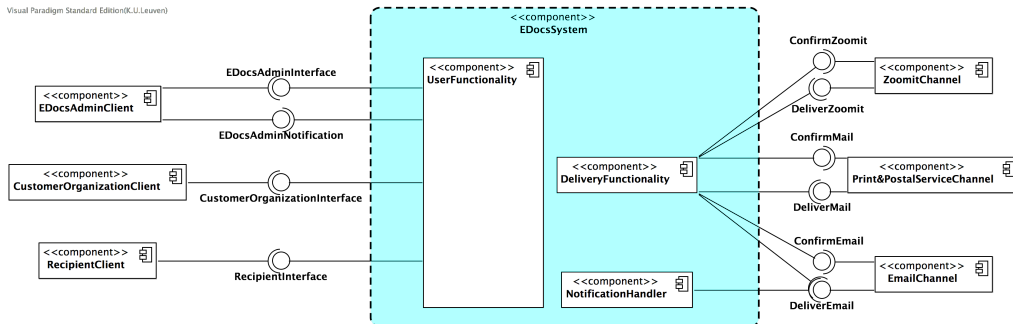 Visual Paradigm Standard Edition(K.U.Leuven)
<<component>>
EDocsSystem
<<component>>
UserFunctionality
EDocsAdminInterface
<<component>>
EDocsAdminClient
EDocsAdminNotification
<<component>>
CustomerOrganizationClient
CustomerOrganizationInterface
<<component>>
RecipientClient
RecipientInterface
<<component>>
DeliveryFunctionality
<<component>>
NotificationHandler
ConfirmZoomit
<<component>>
ZoomitChannel
DeliverZoomit
ConfirmMail
<<component>>
Print&PostalServiceChannel
DeliverMail
ConfirmEmail
<<component>>
EmailChannel
DeliverEmail